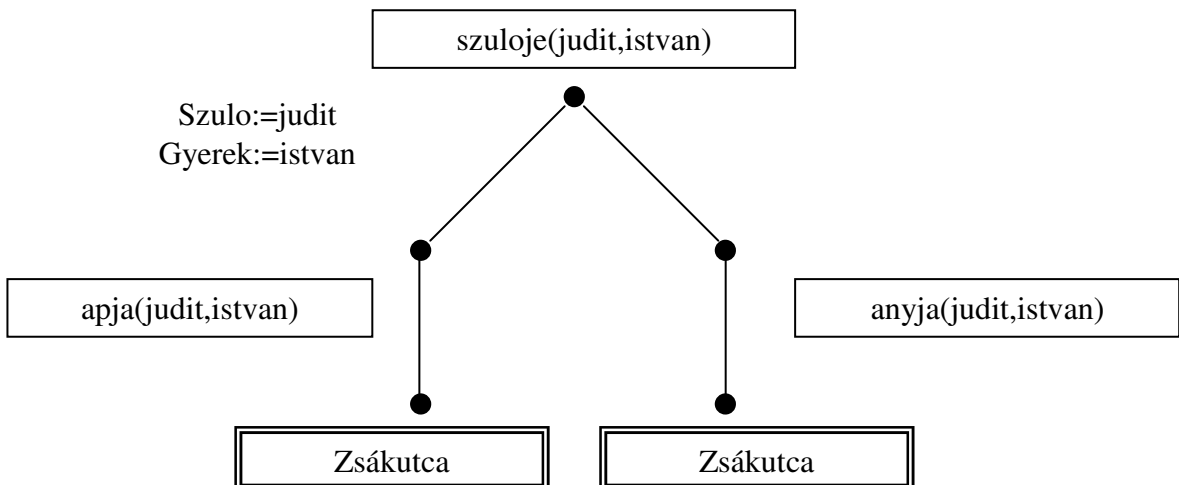 szuloje(judit,istvan)
Szulo:=judit
Gyerek:=istvan
apja(judit,istvan)
anyja(judit,istvan)
Zsákutca
Zsákutca